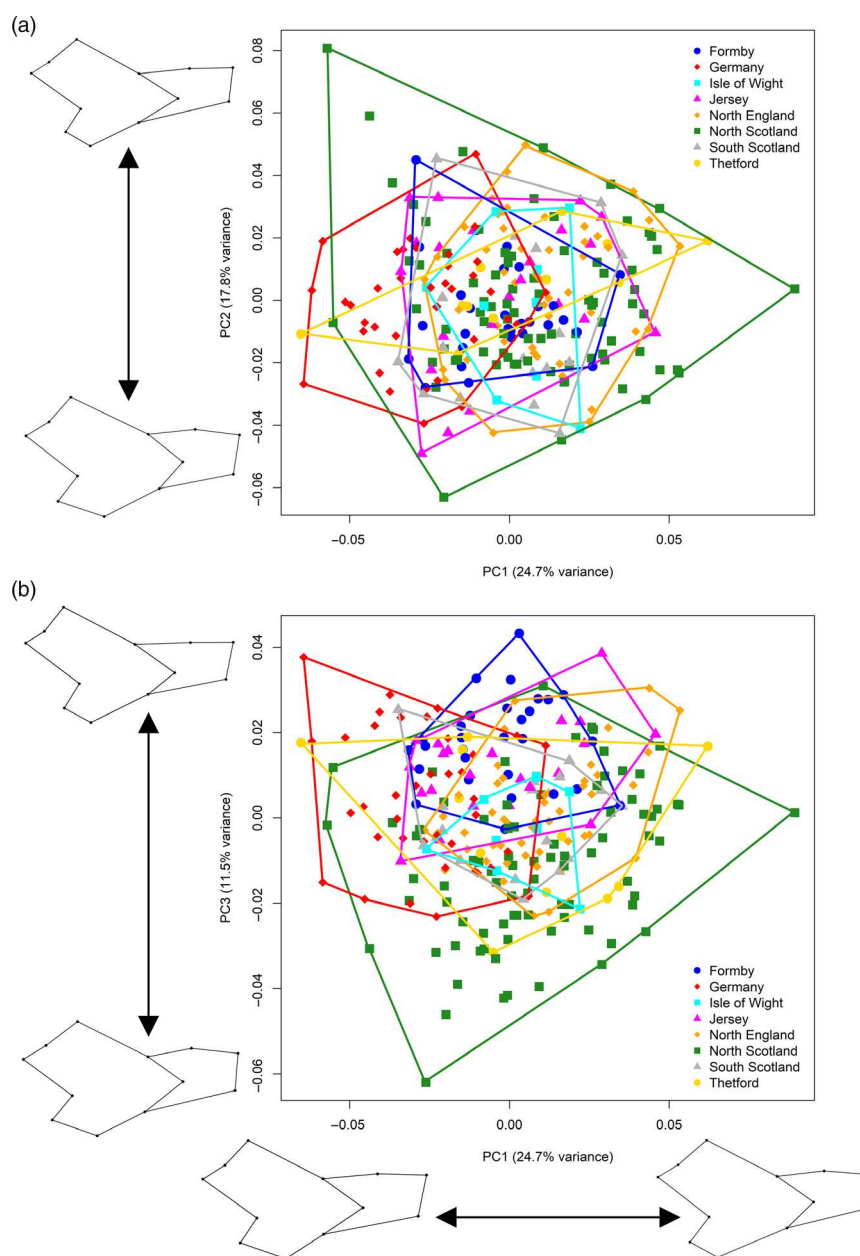 (a)
0.08
0.06
0.04
0.02
0.00
−0.02
−0.04
−0.06
PC2 (17.8% variance)
Formby
Germany
Isle of Wight
Jersey
North England
North Scotland
South Scotland
Thetford
−0.05
0.00
0.05
PC1 (24.7% variance)
(b)
0.04
0.02
0.00
−0.02
−0.04
−0.06
PC3 (11.5% variance)
Formby
Germany
Isle of Wight
Jersey
North England
North Scotland
South Scotland
Thetford
−0.05
0.00
0.05
PC1 (24.7% variance)